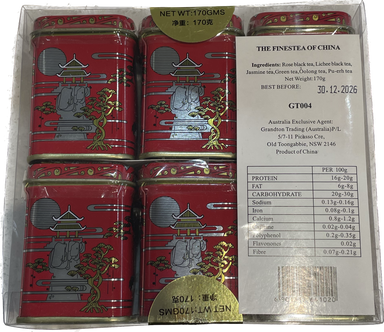 NET WT:170GMS
净重: 170克
THE FINESTEA OF CHINA
Ingredients: Rose black tea, Lichee black tea,
Jasmine tea,Green tea,Oolong tea, Pu-erh tea
Net Weight:170g
BEST BEFORE: 30-12-2026
GT004
Australia Exclusive Agent:
Grandton Trading (Australia)P/L
5/7-11 Picasso Cre,
Old Toongabbie, NSW 2146
Product of China
PER 100g
PROTEIN 16g-20g
FAT 6g-8g
CARBOHYDRATE 20g-30g
Sodium 0.13g-0.16g
Iron 0.08g-0.1g
Calcium 0.8g-1.2g
0.02g-0.04g
0.2g-0.35g
Flavonones 0.02g
Fibre 0.07g-0.21g
净重: 170克
NET WT:170GMS